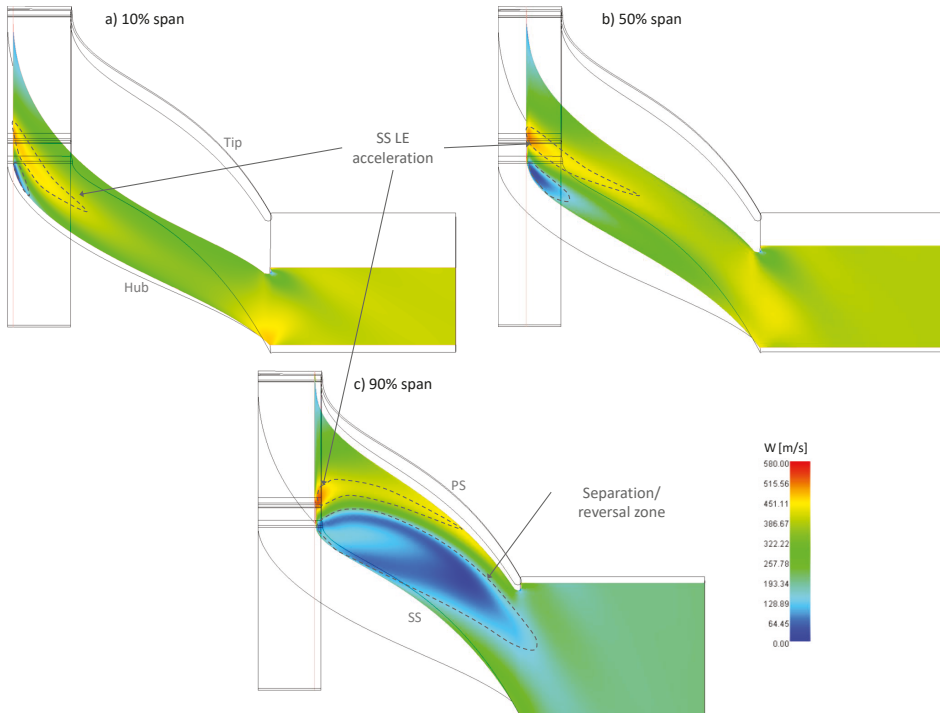 a) 10% span
b) 50% span
Tip
SS LE
acceleration
Hub
c) 90% span
PS
Separation/
reversal zone
SS
W [m/s]
580.00
515.56
451.11
386.67
322.22
257.78
193.34
128.89
64.45
0.00